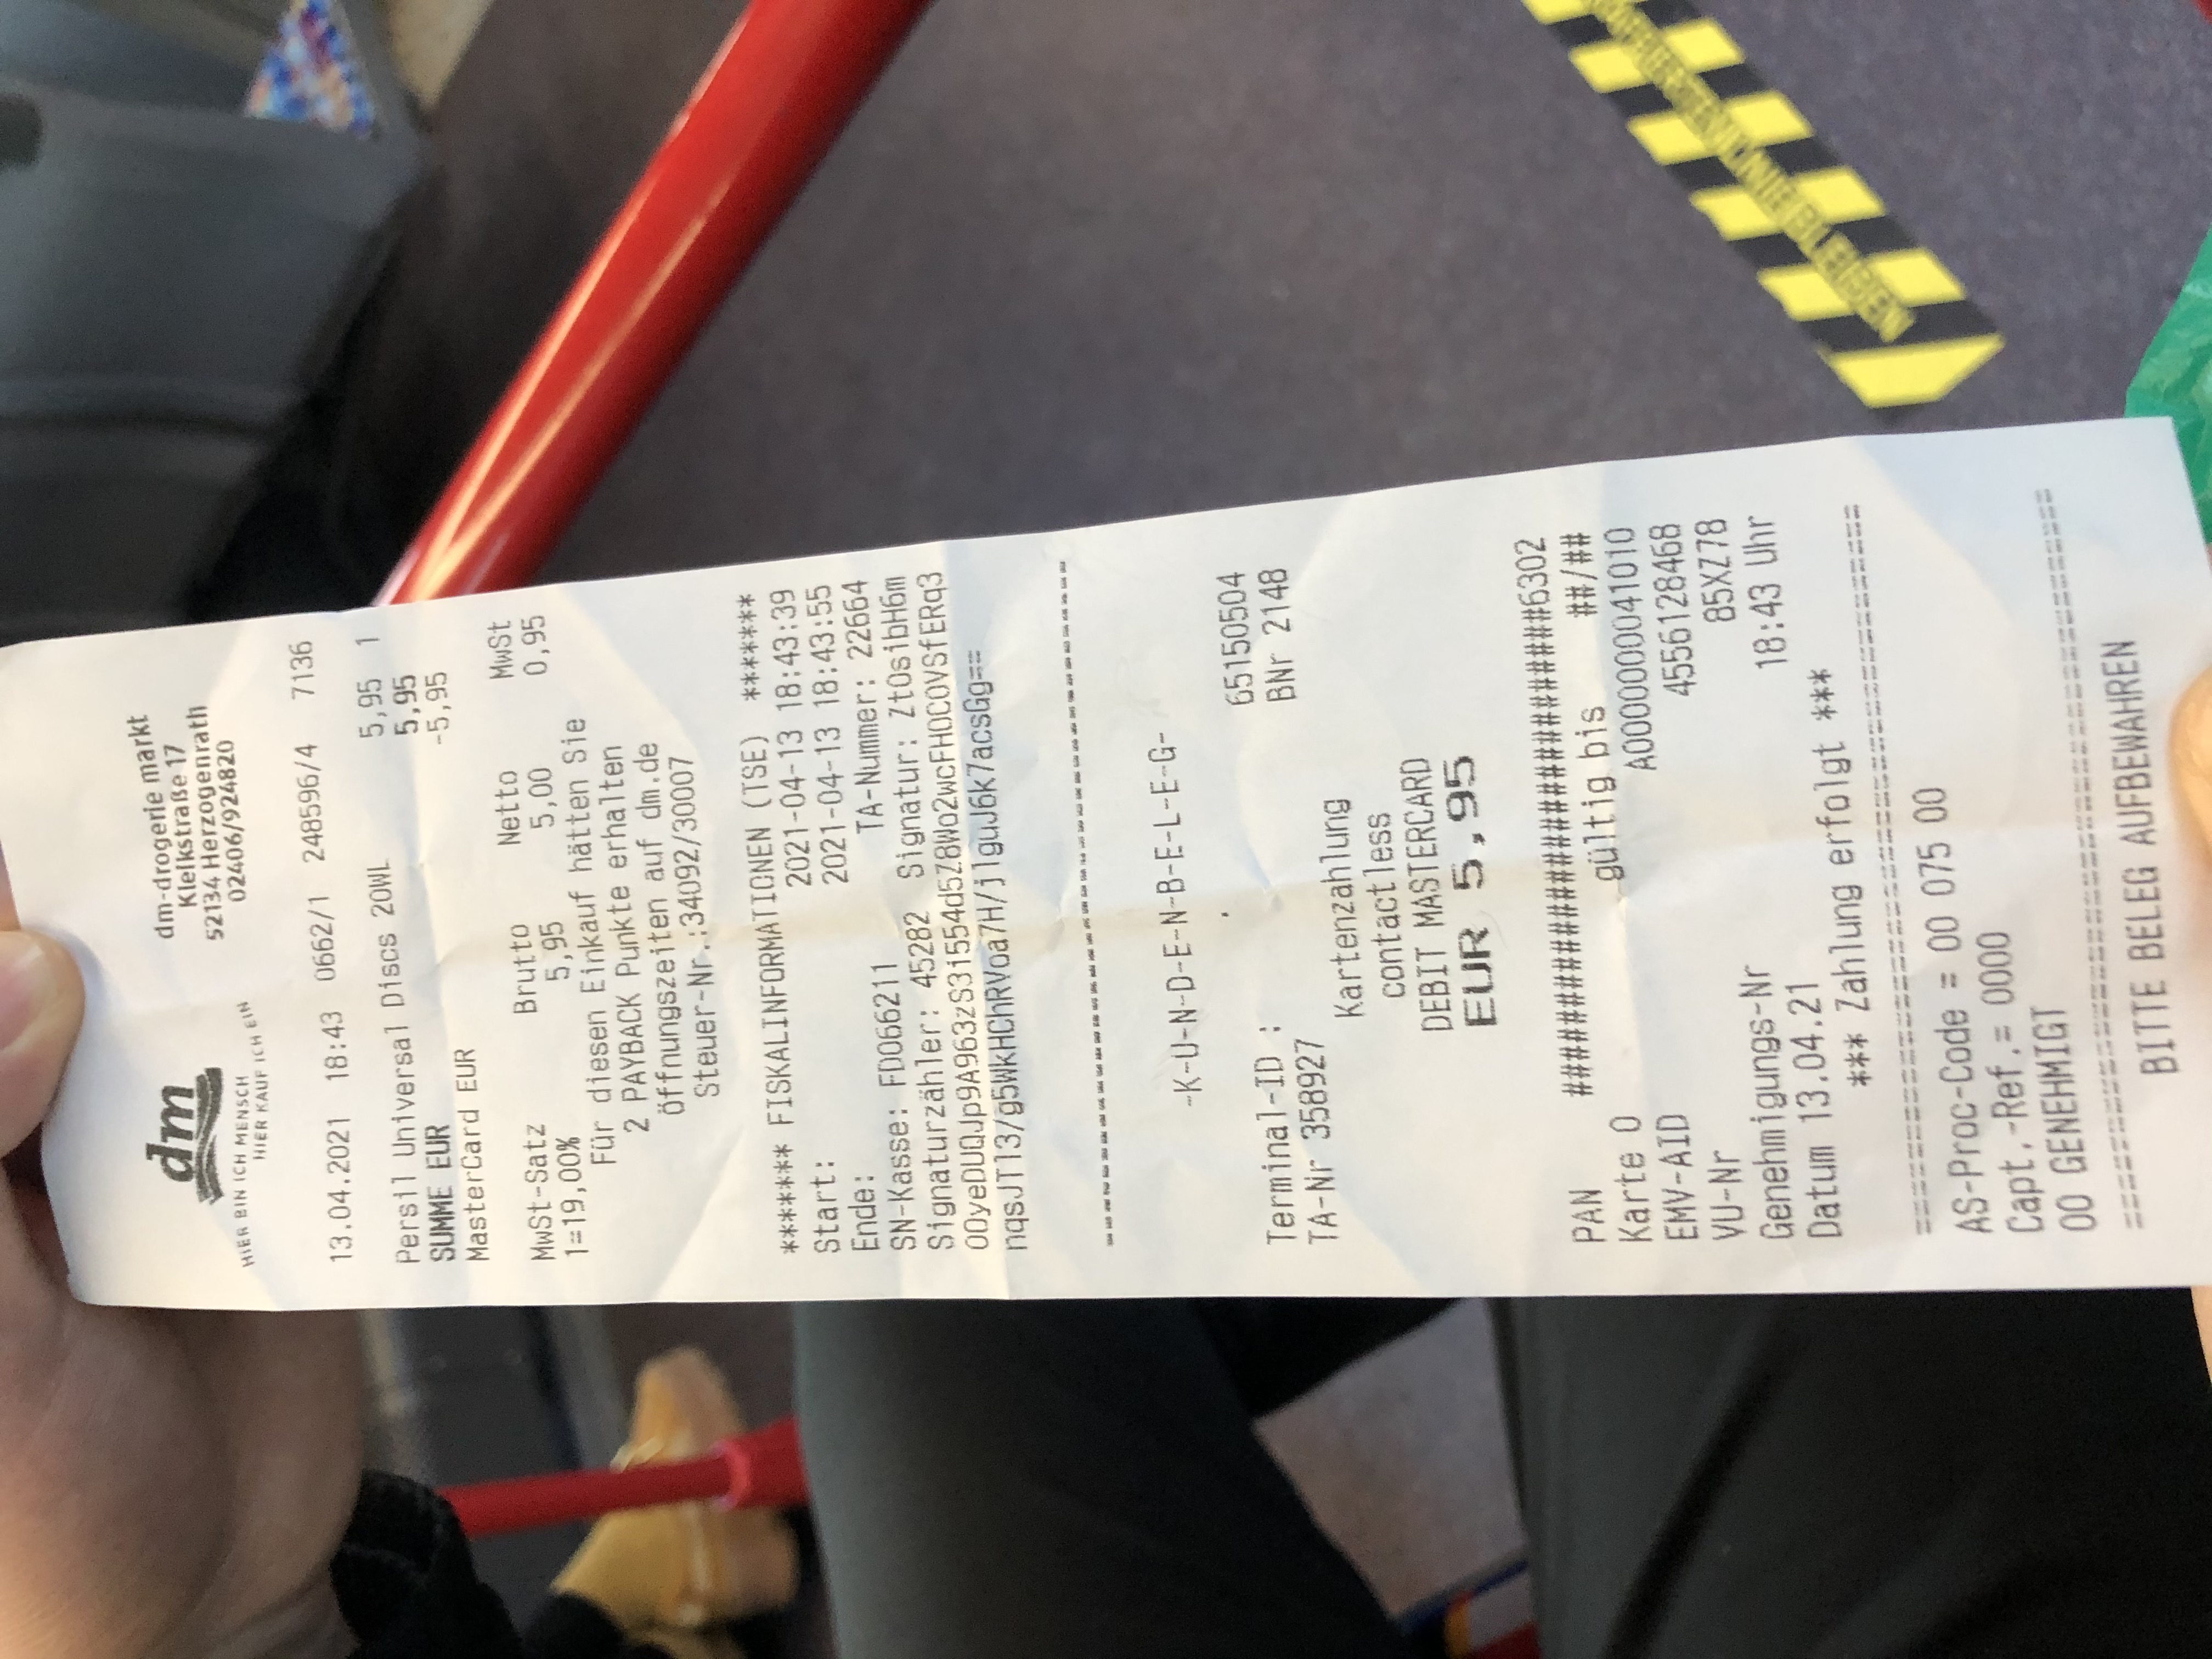 dm
HIER BIN ICH MENSCH
HIER KAUF ICH EIN
dm-drogerie markt
Kleikstraße 17
52134 Herzogenrath
02406/924820
13.04.2021 18:43 0662/1 248596/4 7136
Persil Universal Discs 20WL 5,95 1
SUMME EUR 5,95
MasterCard EUR -5,95
MwSt-Satz Brutto Netto MwSt
1=19,00% 5,95 5,00 0,95
Für diesen Einkauf hätten Sie
2 PAYBACK Punkte erhalten
Öffnungszeiten auf dm.de
Steuer-Nr.:34092/30007
******* FISKALINFORMATIONEN (TSE) *******
Start: 2021-04-13 18:43:39
Ende: 2021-04-13 18:43:55
SN-Kasse: FD066211 TA-Nummer: 22664
Signaturzähler: 45282 Signatur: Zt0sibH6m
00yeDUQJp9A963zS3i554d5Z8Wo2wcFH0C0VSfERq3
nqsJTl3/g5WkHChRVoa7H/jlguJ6k7acsGg==
-K-U-N-D-E-N-B-E-L-E-G-
Terminal-ID : 65150504
TA-Nr 358927 BNr 2148
Kartenzahlung
contactless
DEBIT MASTERCARD
EUR 5,95
PAN ###########################6302
Karte 0 gültig bis ##/##
EMV-AID A0000000041010
VU-Nr 4556128468
Genehmigungs-Nr 85XZ78
Datum 13.04.21 18:43 Uhr
*** Zahlung erfolgt ***
AS-Proc-Code = 00 075 00
Capt.-Ref.= 0000
00 GENEHMIGT
BITTE BELEG AUFBEWAHREN